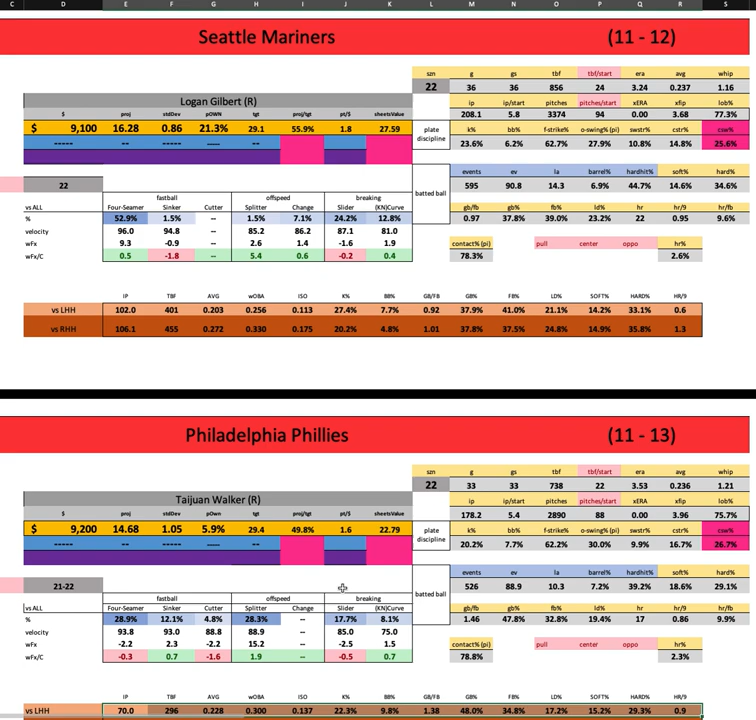 C D E F G H I J K L M N O P Q R S
Seattle Mariners (11 - 12)
szn g gs tbf tbf/start era avg whip
22 36 36 856 24 3.24 0.237 1.16
Logan Gilbert (R)
ip ip/start pitches pitches/start xERA xfip lob%
208.1 5.8 3374 94 0.00 3.68 77.3%
$ proj stdDev pOWN tgt proj/tgt pt/$ sheetsValue
$ 9,100 16.28 0.86 21.3% 29.1 55.9% 1.8 27.59
plate discipline
k% bb% f-strike% o-swing% (pi) swstr% cstr% csw%
23.6% 6.2% 62.7% 27.9% 10.8% 14.8% 25.6%
----- -- ----- ---- --
batted ball
events ev la barrel% hardhit% soft% hard%
595 90.8 14.3 6.9% 44.7% 14.6% 34.6%
22
fastball offspeed breaking
vs ALL Four-Seamer Sinker Cutter Splitter Change Slider (KN)Curve
gb/fb gb% fb% ld% hr hr/9 hr/fb
0.97 37.8% 39.0% 23.2% 22 0.95 9.6%
% 52.9% 1.5% -- 1.5% 7.1% 24.2% 12.8%
velocity 96.0 94.8 85.2 86.2 87.1 81.0
wFx 9.3 -0.9 -- 2.6 1.4 -1.6 1.9
wFx/C 0.5 -1.8 -- 5.4 0.6 -0.2 0.4
contact% (pi) pull center oppo hr%
78.3% 2.6%
IP TBF AVG wOBA ISO K% BB% GB/FB GB% FB% LD% SOFT% HARD% HR/9
vs LHH 102.0 401 0.203 0.256 0.113 27.4% 7.7% 0.92 37.9% 41.0% 21.1% 14.2% 33.1% 0.6
vs RHH 106.1 455 0.272 0.330 0.175 20.2% 4.8% 1.01 37.8% 37.5% 24.8% 14.9% 35.8% 1.3
Philadelphia Phillies (11 - 13)
szn g gs tbf tbf/start era avg whip
22 33 33 738 22 3.53 0.236 1.21
Taijuan Walker (R)
ip ip/start pitches pitches/start xERA xfip lob%
178.2 5.4 2890 88 0.00 3.96 75.7%
$ proj stdDev pOwn tgt proj/tgt pt/$ sheetsValue
$ 9,200 14.68 1.05 5.9% 29.4 49.8% 1.6 22.79
plate discipline
k% bb% f-strike% o-swing% (pi) swstr% cstr% csw%
20.2% 7.7% 62.2% 30.0% 9.9% 16.7% 26.7%
----- -- ----- ---- --
batted ball
events ev la barrel% hardhit% soft% hard%
526 88.9 10.3 7.2% 39.2% 18.6% 29.1%
21-22
fastball offspeed breaking
vs ALL Four-Seamer Sinker Cutter Splitter Change Slider (KN)Curve
gb/fb gb% fb% ld% hr hr/9 hr/fb
1.46 47.8% 32.8% 19.4% 17 0.86 9.9%
% 28.9% 12.1% 4.8% 28.3% -- 17.7% 8.1%
velocity 93.8 93.0 88.8 88.9 85.0 75.0
wFx -2.2 2.3 -2.2 15.2 -- -2.5 1.5
wFx/C -0.3 0.7 -1.6 1.9 -- -0.5 0.7
contact% (pi) pull center oppo hr%
78.8% 2.3%
IP TBF AVG wOBA ISO K% BB% GB/FB GB% FB% LD% SOFT% HARD% HR/9
vs LHH 70.0 296 0.228 0.300 0.137 22.3% 9.8% 1.38 48.0% 34.8% 17.2% 15.2% 29.3% 0.9